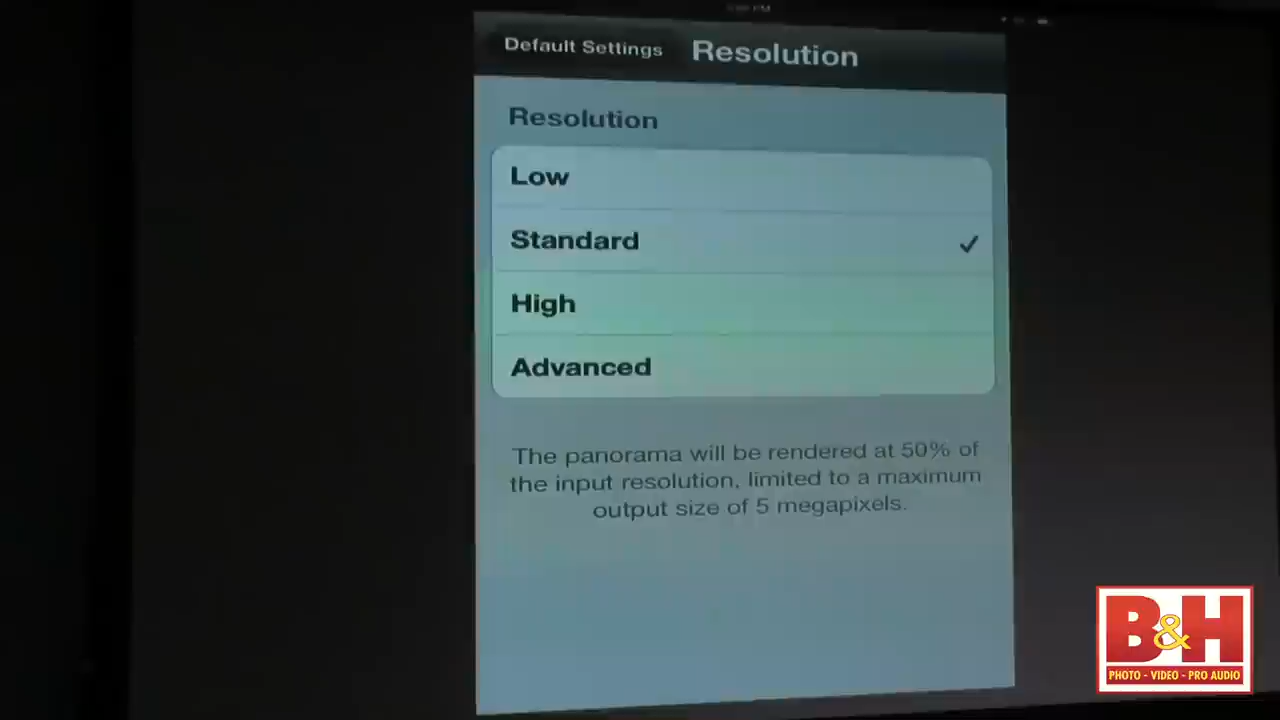 Default Settings
Resolution
Resolution
Low
Standard
High
Advanced
The panorama will be rendered at 50% of
the input resolution, limited to a maximum
output size of 5 megapixels.
B&H
PHOTO - VIDEO - PRO AUDIO